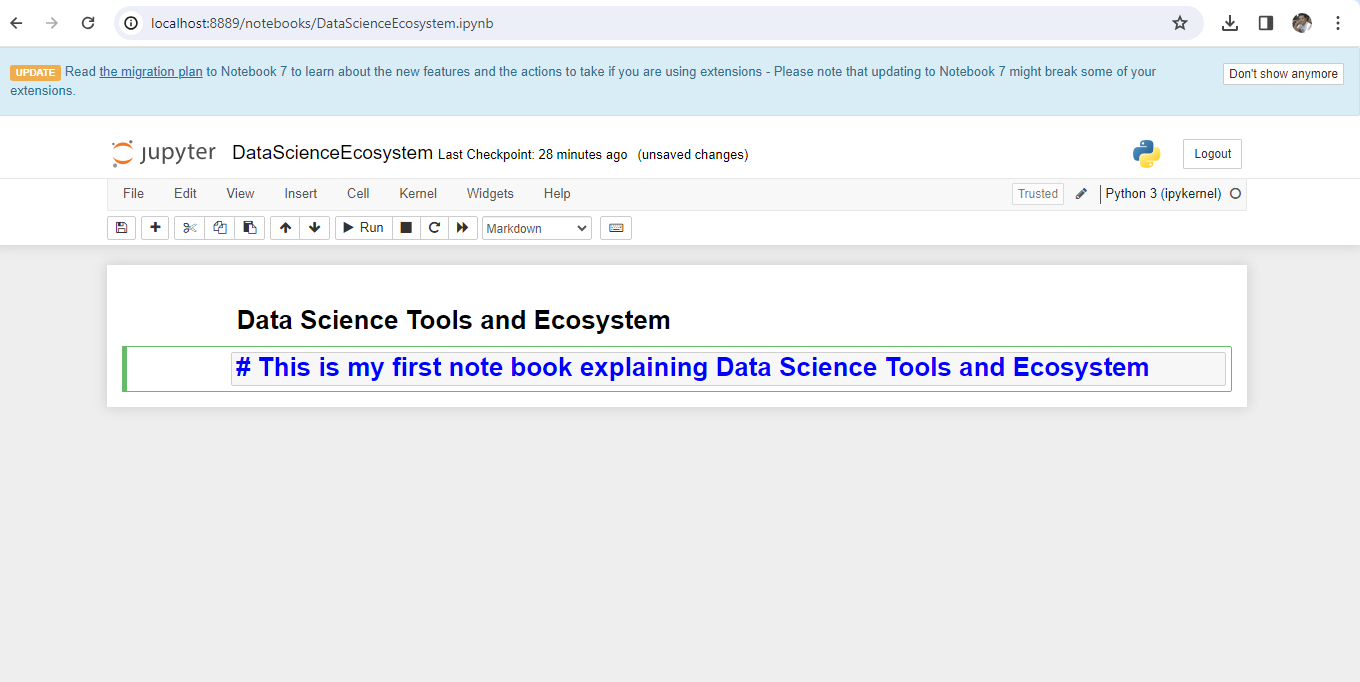 localhost:8889/notebooks/DataScienceEcosystem.ipynb
UPDATE Read the migration plan to Notebook 7 to learn about the new features and the actions to take if you are using extensions - Please note that updating to Notebook 7 might break some of your
extensions.
Don't show anymore
jupyter DataScienceEcosystem Last Checkpoint: 28 minutes ago (unsaved changes)
Logout
File Edit View Insert Cell Kernel Widgets Help
Trusted Python 3 (ipykernel)
Run Markdown
Data Science Tools and Ecosystem
# This is my first note book explaining Data Science Tools and Ecosystem